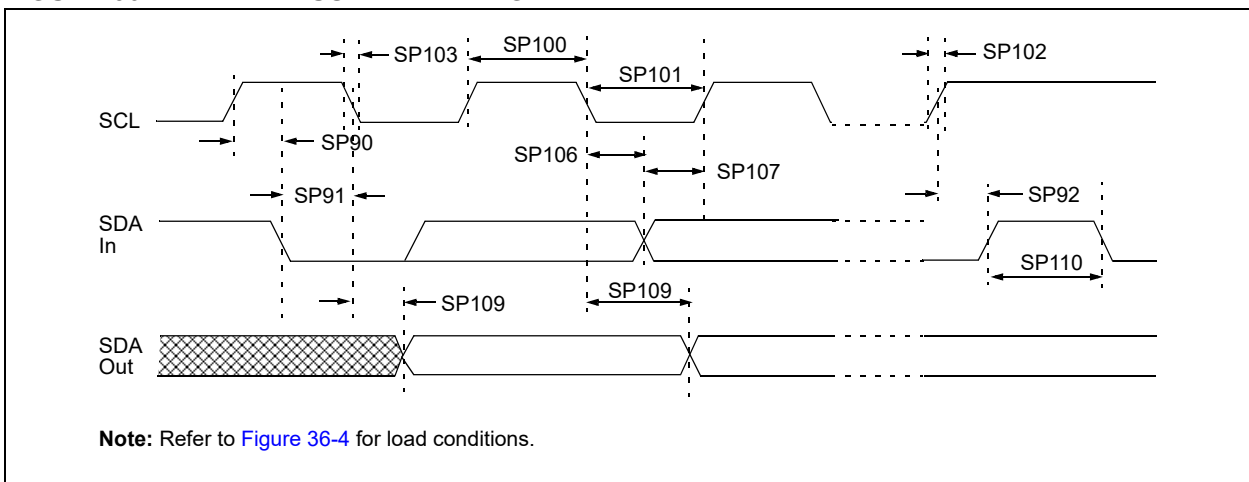 SP103
SP100
SP102
SP101
SCL
SP90
SP106
SP107
SP91
SP92
SDA
In
SP110
SP109
SP109
SDA
Out
Note: Refer to Figure 36-4 for load conditions.